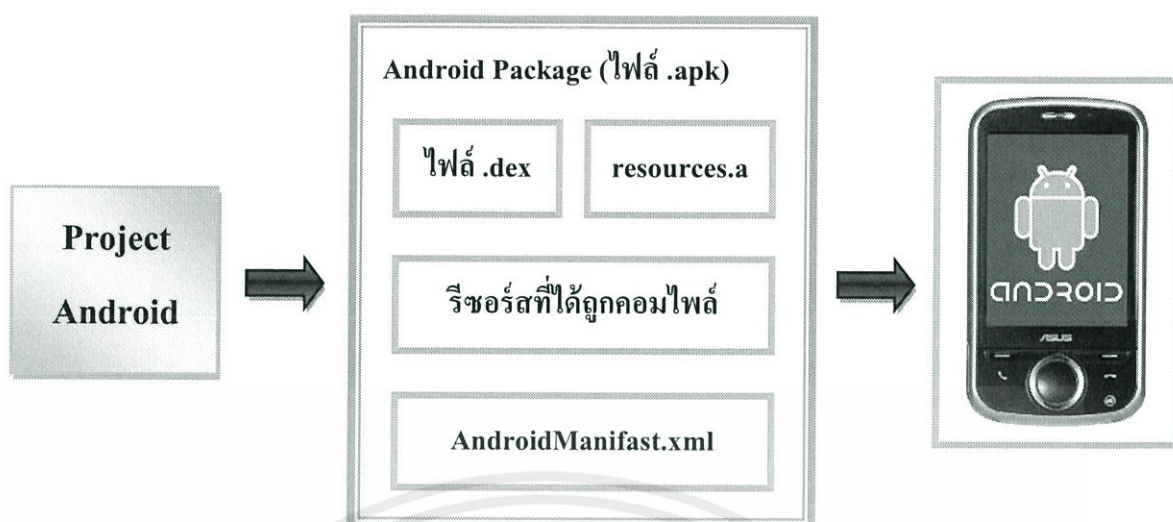 Android Package (ไฟล์ .apk)
ไฟล์ .dex
resources.a
Project
Android
รีซอร์สที่ได้ถูกคอมไพล์
AndroidManifast.xml
ANDROID
ASUS